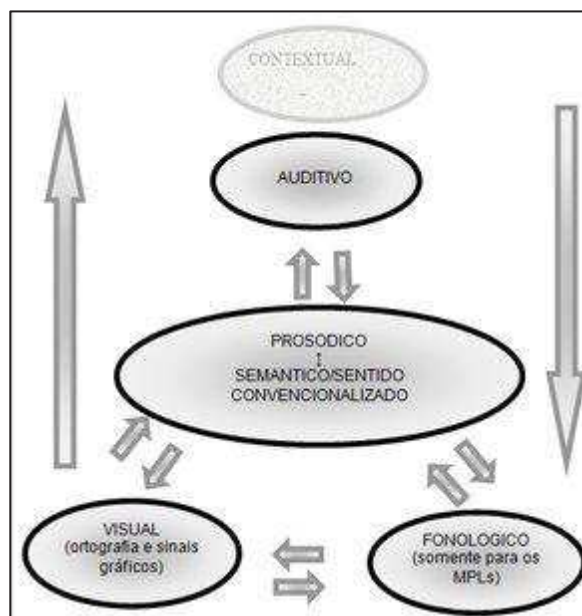 CONTEXTUAL
AUDITIVO
PROSODICO
SEMANTICO/SENTIDO
CONVENCIONALIZADO
VISUAL
(ortografia e sinais
gráficos)
FONOLOGICO
(somente para os
MPLs)